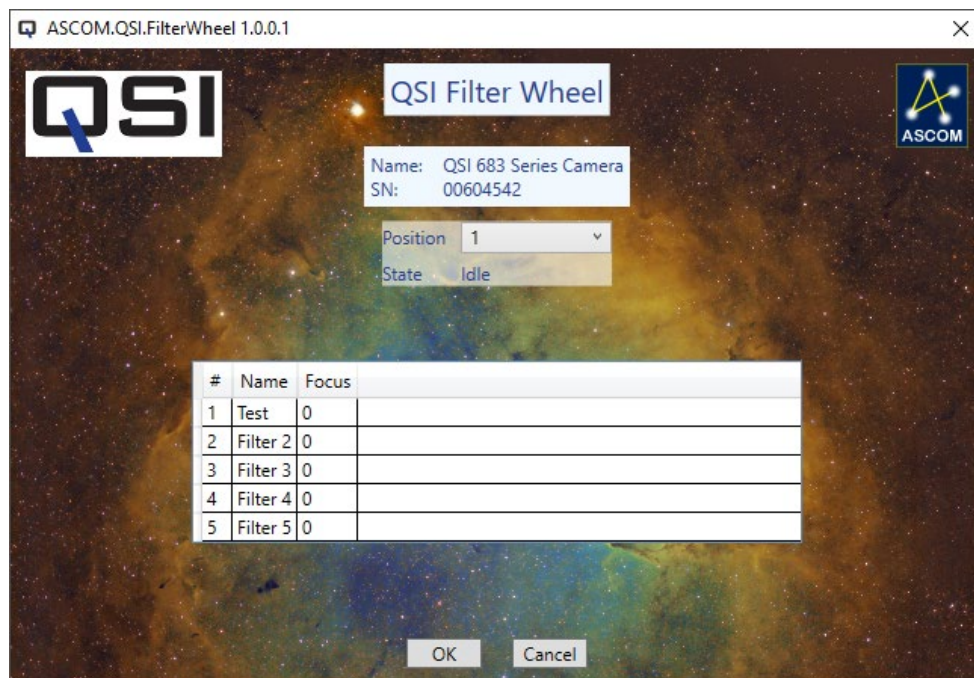 ASCOM.QSI.FilterWheel 1.0.0.1
QSI
QSI Filter Wheel
ASCOM
Name: QSI 683 Series Camera
SN: 00604542
Position 1
State Idle
# Name Focus
1 Test 0
2 Filter 2 0
3 Filter 3 0
4 Filter 4 0
5 Filter 5 0
OK Cancel